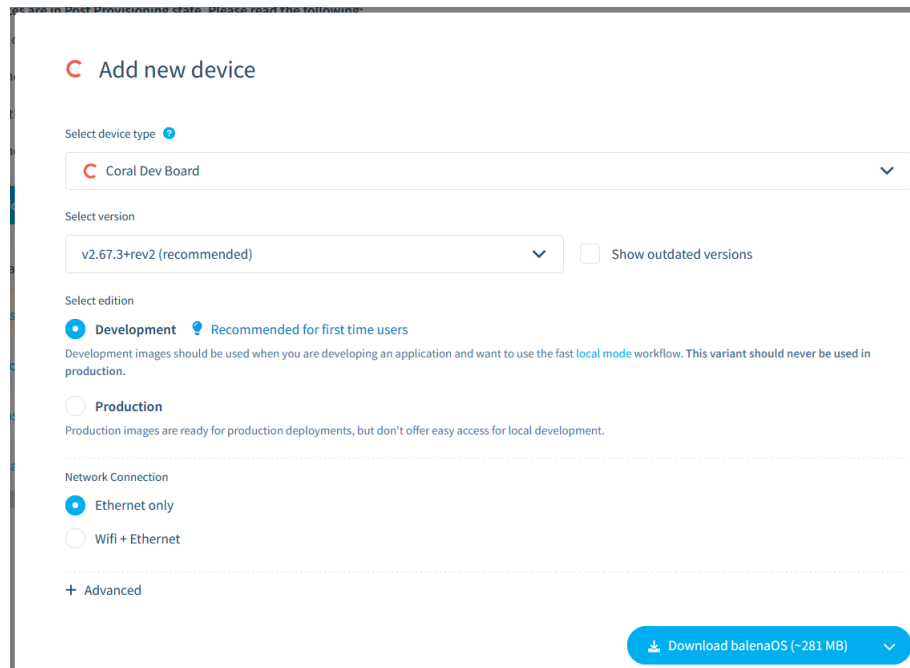 es are in Post Provisioning state. Please read the following:
Add new device
Select device type ?
Coral Dev Board
Select version
v2.67.3+rev2 (recommended)
Show outdated versions
Select edition
Development Recommended for first time users
Development images should be used when you are developing an application and want to use the fast local mode workflow. This variant should never be used in
production.
Production
Production images are ready for production deployments, but don't offer easy access for local development.
Network Connection
Ethernet only
Wifi + Ethernet
+ Advanced
Download balenaOS (~281 MB)